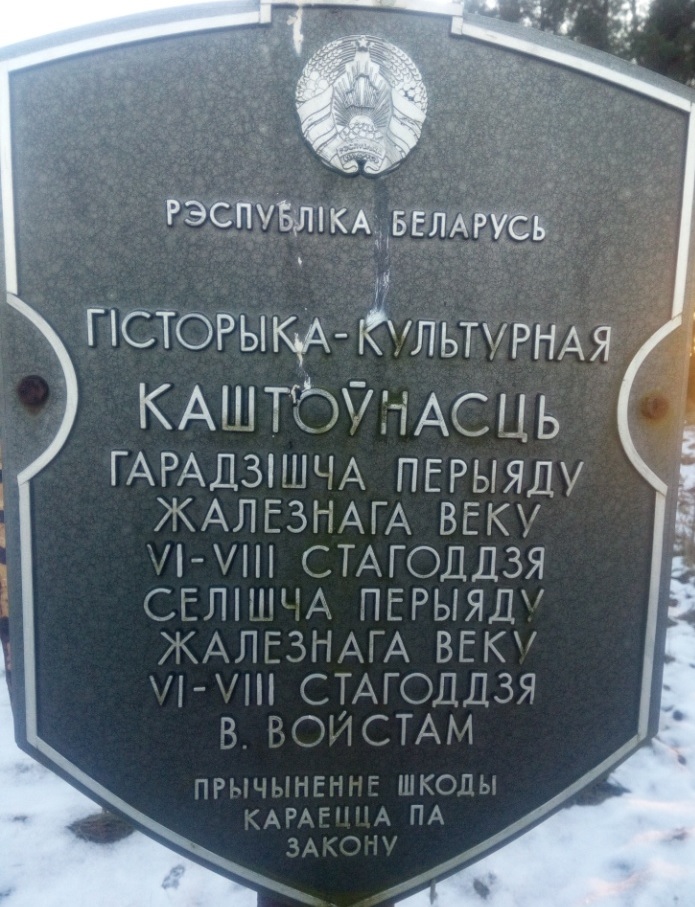 РЭСПУБЛІКА БЕЛАРУСЬ
ГІСТОРЫКА-КУЛЬТУРНАЯ
КАШТОЎНАСЦЬ
ГАРАДЗІШЧА ПЕРЫЯДУ
ЖАЛЕЗНАГА ВЕКУ
VI-VIII СТАГОДДЗЯ
СЕЛІШЧА ПЕРЫЯДУ
ЖАЛЕЗНАГА ВЕКУ
VI-VIII СТАГОДДЗЯ
В. ВОЙСТАМ
ПРЫЧЫНЕННЕ ШКОДЫ
КАРАЕЦЦА ПА
ЗАКОНУ